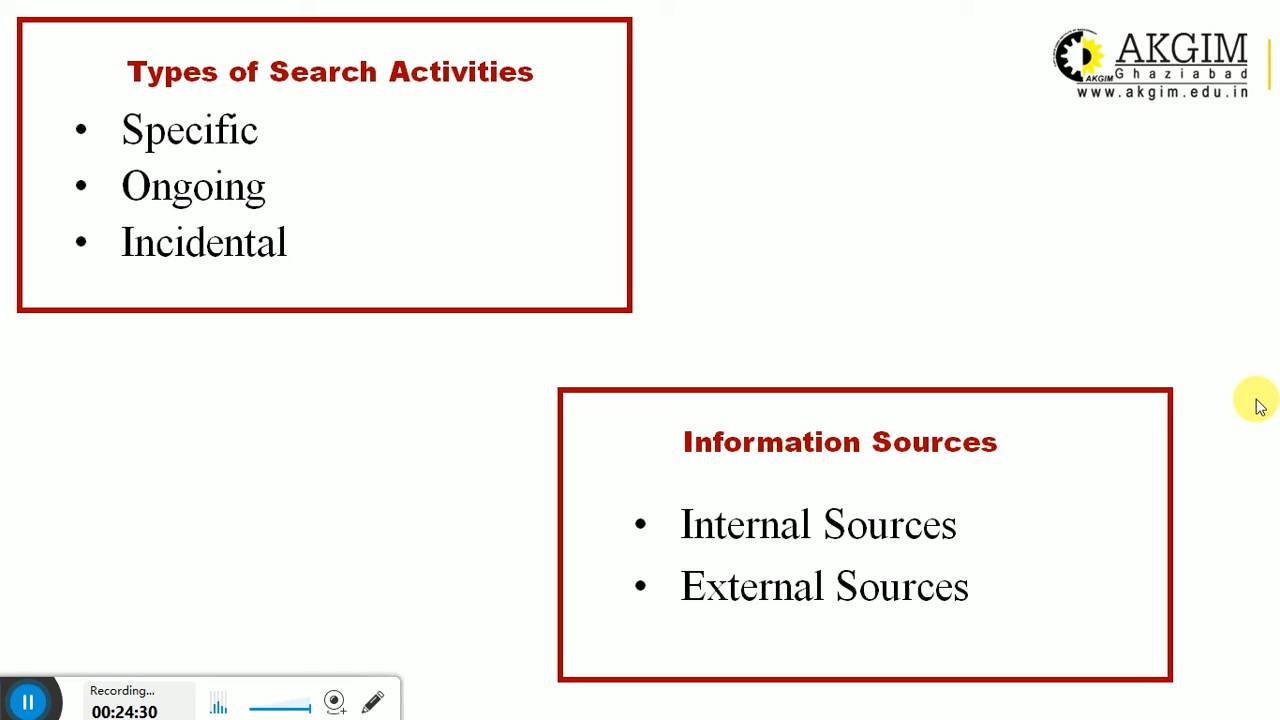 Types of Search Activities
• Specific
• Ongoing
• Incidental
AKGIM
AKGIM
Ghaziabad
www.akgim.edu.in
Information Sources
• Internal Sources
• External Sources
Recording...
00:24:30